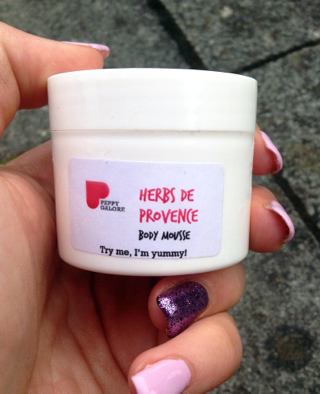 PEPPY
GALORE
HERBS DE
PROVENCE
BODY MOUSSE
Try me, I'm yummy!